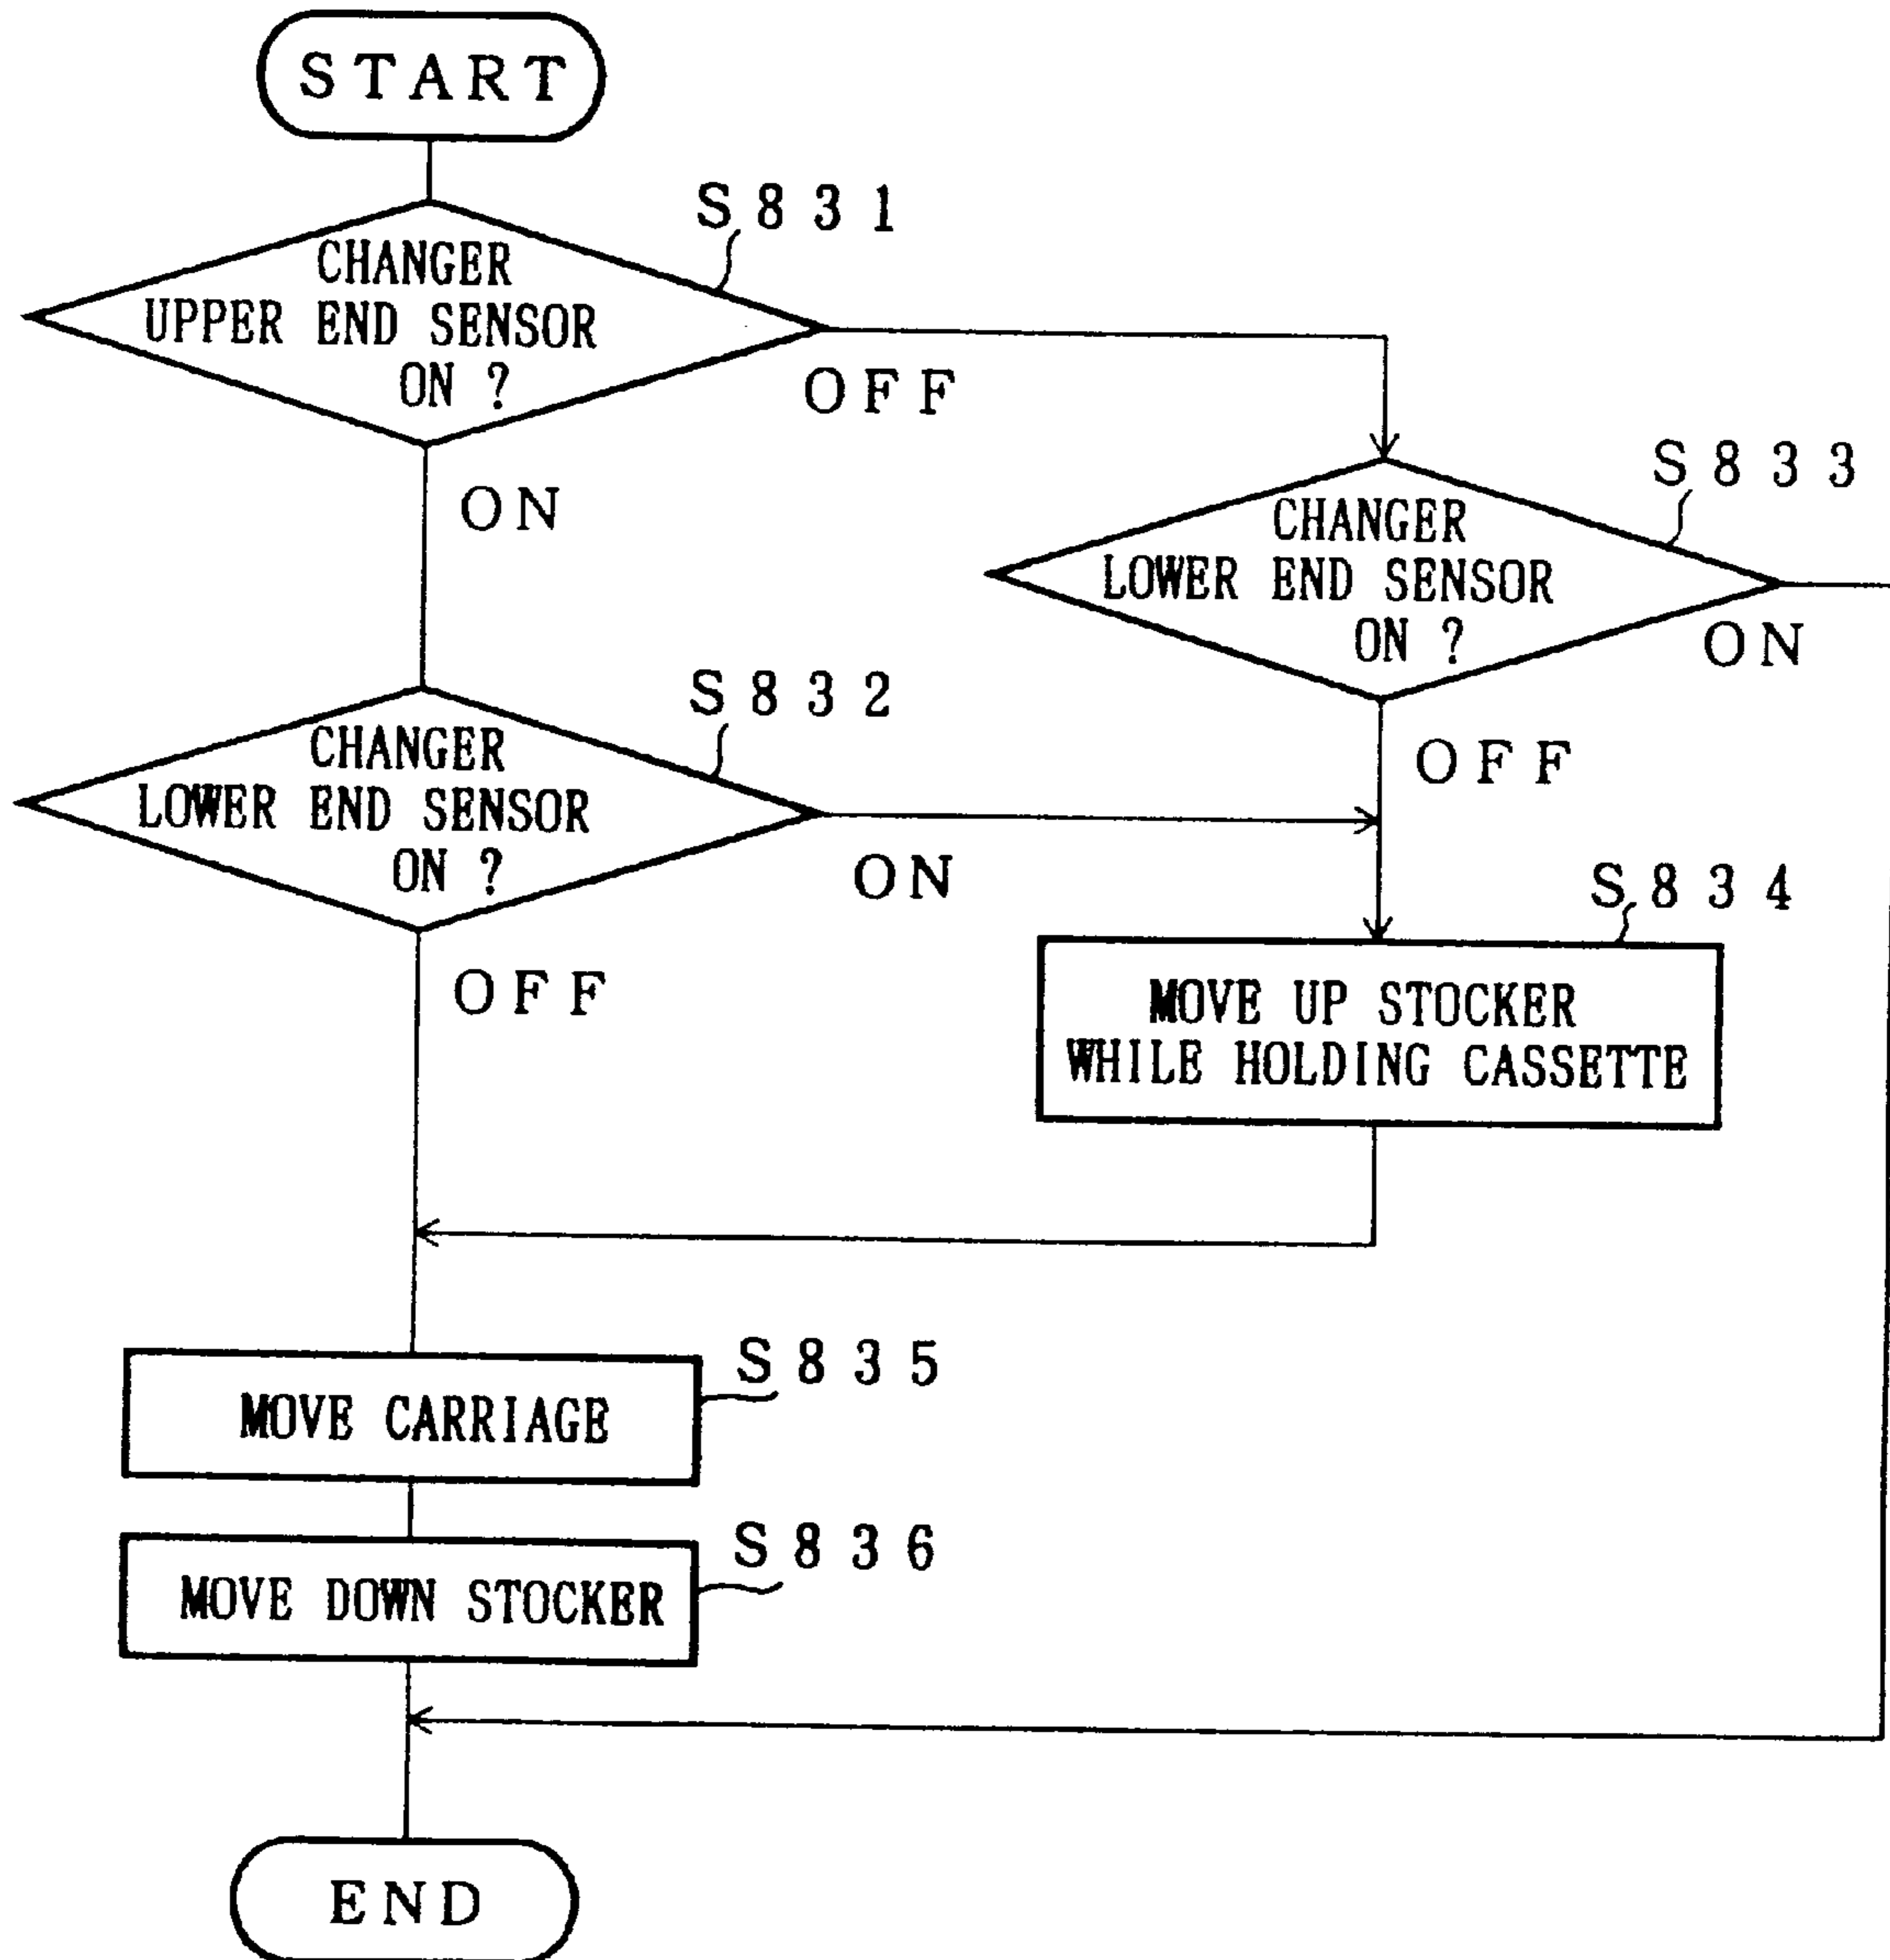 START
S831
CHANGER
UPPER END SENSOR
ON ?
OFF
ON
S833
CHANGER
LOWER END SENSOR
ON ?
ON
OFF
S832
CHANGER
LOWER END SENSOR
ON ?
ON
OFF
S834
MOVE UP STOCKER
WHILE HOLDING CASSETTE
S835
MOVE CARRIAGE
S836
MOVE DOWN STOCKER
END